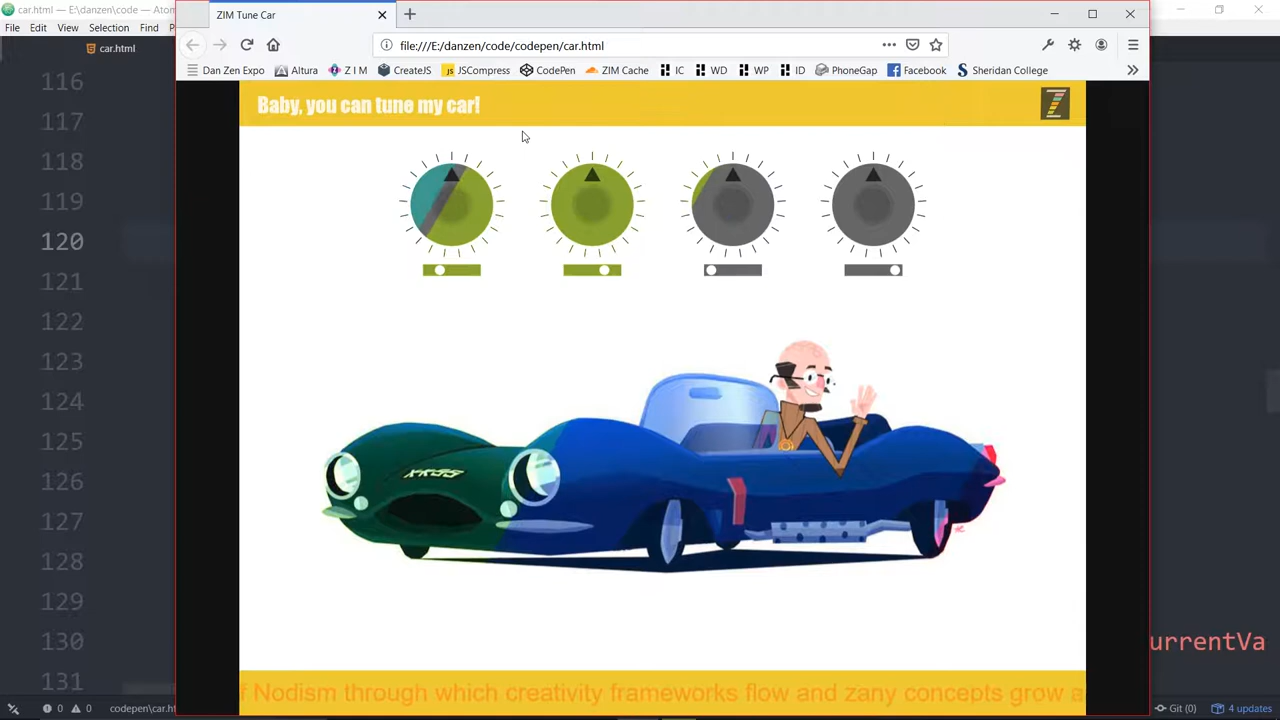 car.html — E:\danzen\code — Atom
File Edit View Selection Find
car.html
116
117
118
119
120
121
122
123
124
125
126
127
128
129
130
131
urrentVa
codepen\car.ht
0 0
Git (0)
4 updates
ZIM Tune Car
file:///E:/danzen/code/codepen/car.html
Dan Zen Expo Altura Z I M CreateJS JSCompress CodePen ZIM Cache IC WD WP ID PhoneGap Facebook Sheridan College
Baby, you can tune my car!
XKSS
f Nodism through which creativity frameworks flow and zany concepts grow a